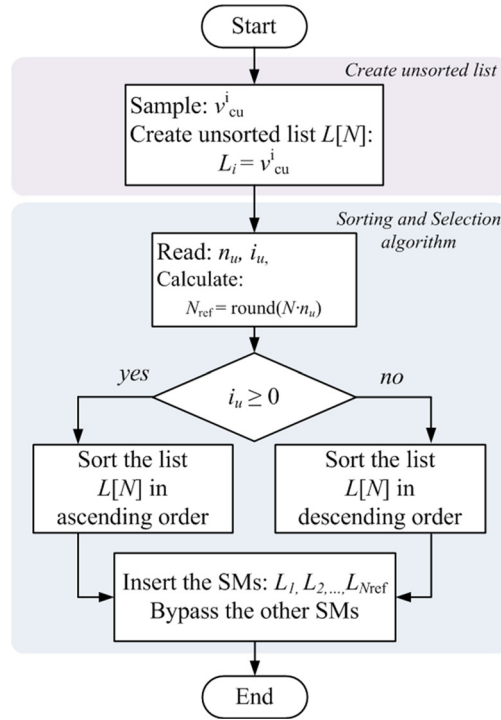 Start
Create unsorted list
Sample: vⁱcu
Create unsorted list L[N]:
Lᵢ = vⁱcu
Sorting and Selection
algorithm
Read: nᵤ, iᵤ,
Calculate:
Nref = round(N·nᵤ)
yes
iᵤ ≥ 0
no
Sort the list
L[N] in
ascending order
Sort the list
L[N] in
descending order
Insert the SMs: L₁, L₂,...,LNref
Bypass the other SMs
End